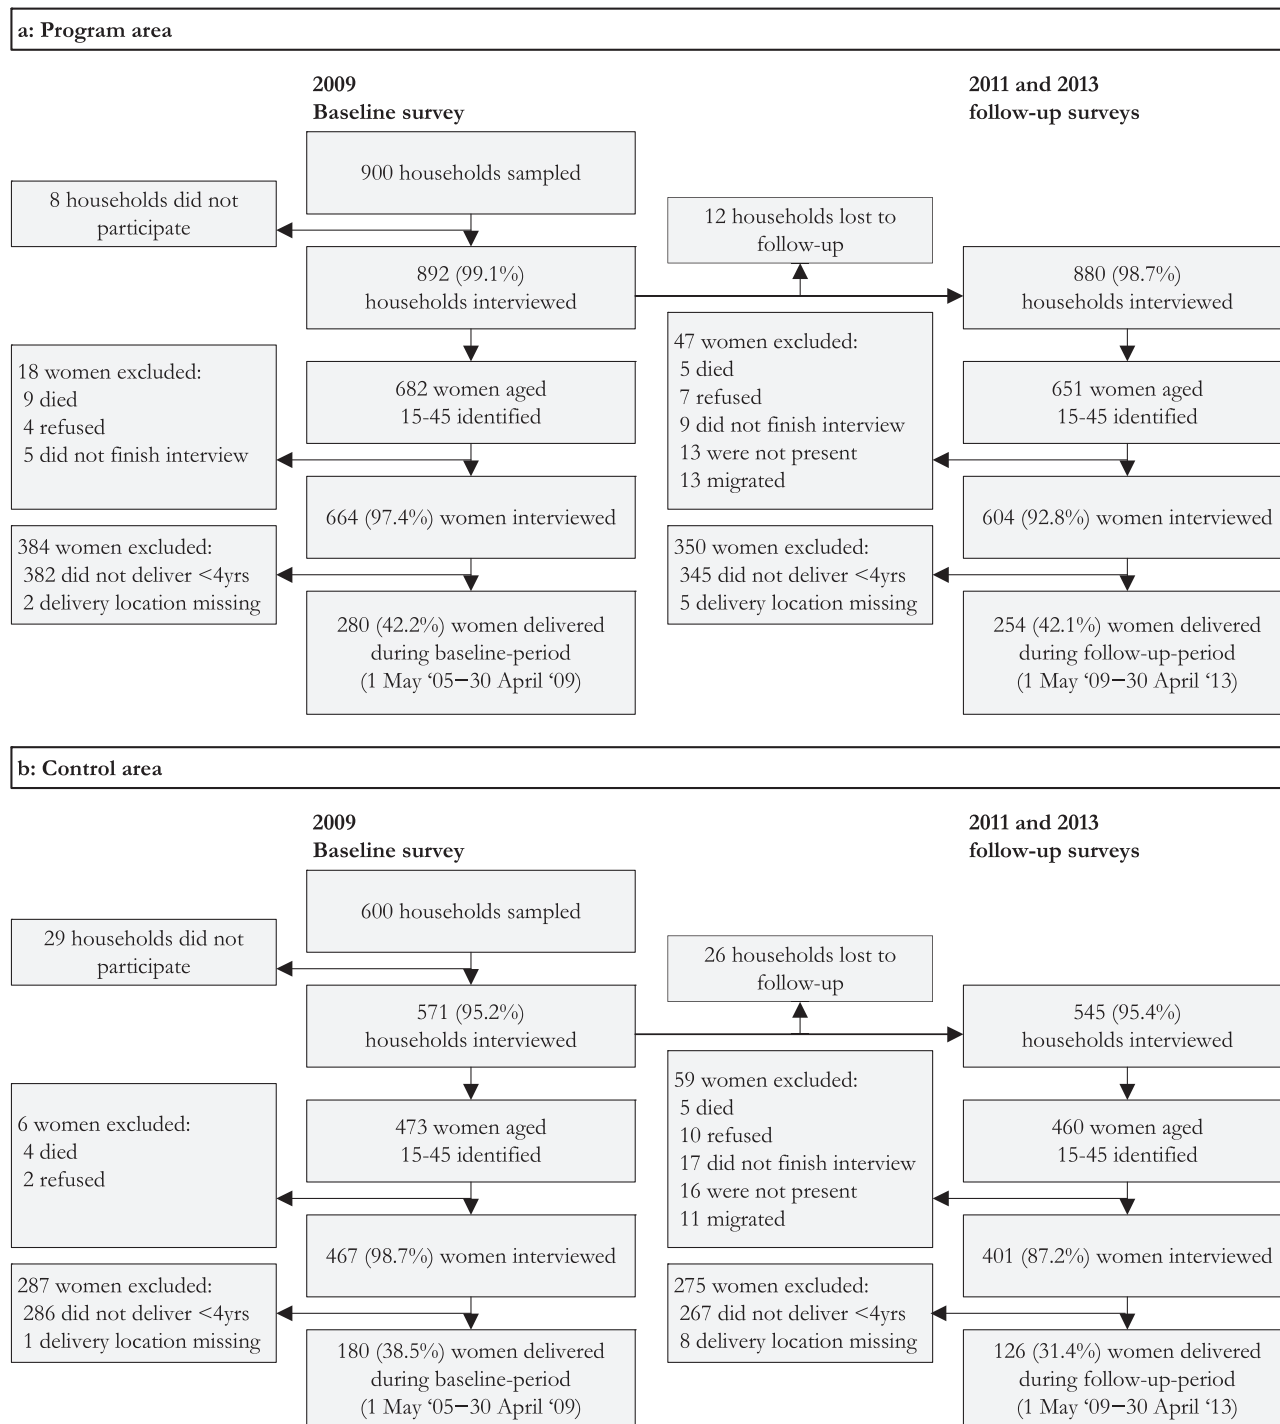 a: Program area
2009
Baseline survey
2011 and 2013
follow-up surveys
900 households sampled
8 households did not
participate
12 households lost to
follow-up
892 (99.1%)
households interviewed
880 (98.7%)
households interviewed
18 women excluded:
9 died
4 refused
5 did not finish interview
682 women aged
15-45 identified
47 women excluded:
5 died
7 refused
9 did not finish interview
13 were not present
13 migrated
651 women aged
15-45 identified
664 (97.4%) women interviewed
604 (92.8%) women interviewed
384 women excluded:
382 did not deliver <4yrs
2 delivery location missing
350 women excluded:
345 did not deliver <4yrs
5 delivery location missing
280 (42.2%) women delivered
during baseline-period
(1 May ‘05–30 April ‘09)
254 (42.1%) women delivered
during follow-up-period
(1 May ‘09–30 April ‘13)
b: Control area
2009
Baseline survey
2011 and 2013
follow-up surveys
600 households sampled
29 households did not
participate
26 households lost to
follow-up
571 (95.2%)
households interviewed
545 (95.4%)
households interviewed
6 women excluded:
4 died
2 refused
473 women aged
15-45 identified
59 women excluded:
5 died
10 refused
17 did not finish interview
16 were not present
11 migrated
460 women aged
15-45 identified
467 (98.7%) women interviewed
401 (87.2%) women interviewed
287 women excluded:
286 did not deliver <4yrs
1 delivery location missing
275 women excluded:
267 did not deliver <4yrs
8 delivery location missing
180 (38.5%) women delivered
during baseline-period
(1 May ‘05–30 April ‘09)
126 (31.4%) women delivered
during follow-up-period
(1 May ‘09–30 April ‘13)